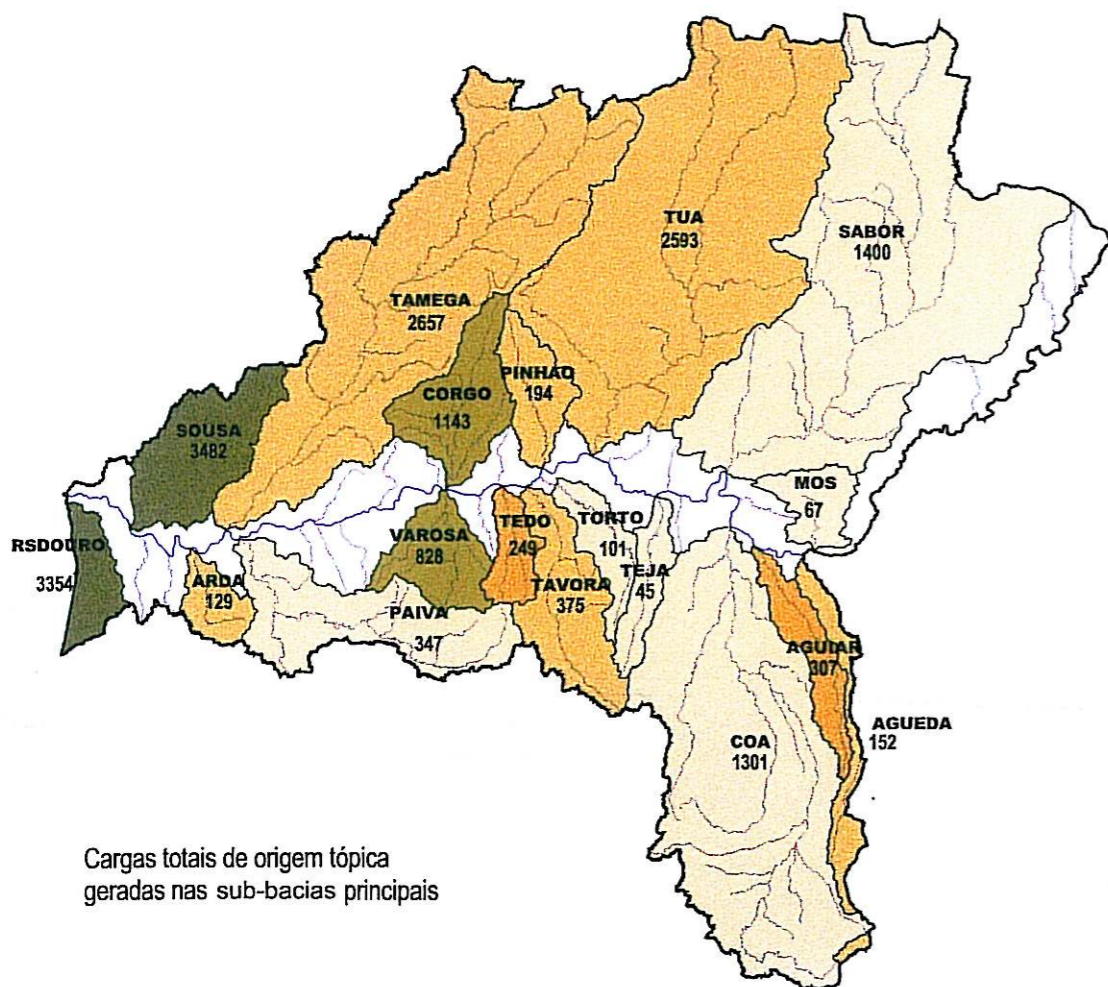 TUA
2593
SABOR
1400
TAMEGA
2657
PINHAO
194
CORGO
1143
SOUSA
3482
MOS
67
RSDOURO
3354
VAROSA
828
TEDO
249
TORTO
101
TEJA
45
TAVORA
375
ARDA
129
PAIVA
347
AGUIAR
307
AGUEDA
152
COA
1301
Cargas totais de origem tópica
geradas nas sub-bacias principais